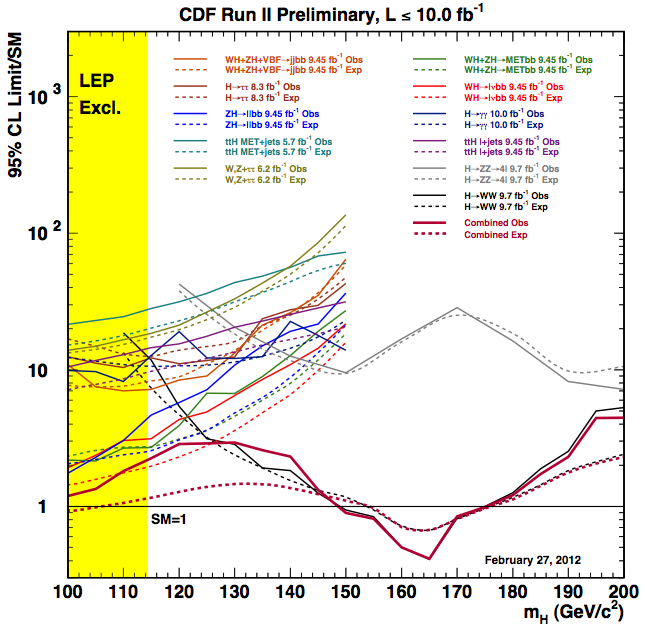 CDF Run II Preliminary, L ≤ 10.0 fb⁻¹
95% CL Limit/SM
LEP
Excl.
WH+ZH+VBF→jjbb 9.45 fb⁻¹ Obs
WH+ZH+VBF→jjbb 9.45 fb⁻¹ Exp
H→ττ 8.3 fb⁻¹ Obs
H→ττ 8.3 fb⁻¹ Exp
ZH→llbb 9.45 fb⁻¹ Obs
ZH→llbb 9.45 fb⁻¹ Exp
ttH MET+jets 5.7 fb⁻¹ Obs
ttH MET+jets 5.7 fb⁻¹ Exp
W,Z+ττ 6.2 fb⁻¹ Obs
W,Z+ττ 6.2 fb⁻¹ Exp
WH+ZH→METbb 9.45 fb⁻¹ Obs
WH+ZH→METbb 9.45 fb⁻¹ Exp
WH→lνbb 9.45 fb⁻¹ Obs
WH→lνbb 9.45 fb⁻¹ Exp
H→γγ 10.0 fb⁻¹ Obs
H→γγ 10.0 fb⁻¹ Exp
ttH l+jets 9.45 fb⁻¹ Obs
ttH l+jets 9.45 fb⁻¹ Exp
H→ZZ→4l 9.7 fb⁻¹ Obs
H→ZZ→4l 9.7 fb⁻¹ Exp
H→WW 9.7 fb⁻¹ Obs
H→WW 9.7 fb⁻¹ Exp
Combined Obs
Combined Exp
10³
10²
10
1
SM=1
February 27, 2012
100 110 120 130 140 150 160 170 180 190 200
m_H (GeV/c²)